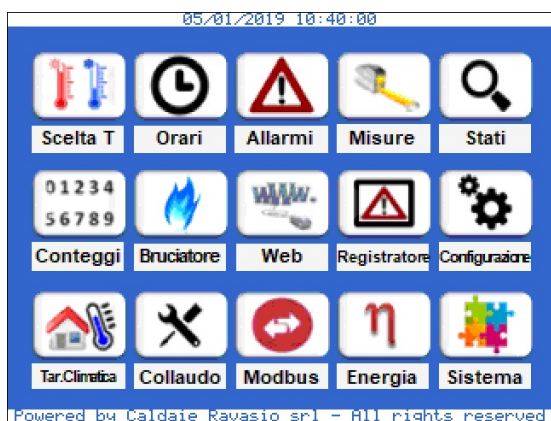 05/01/2019 10:40:00
Scelta T Orari Allarmi Misure Stati
01234
56789
WWW.
Conteggi Bruciatore Web Registratore Configurazione
η
Tar.Climatica Collaudo Modbus Energia Sistema
Powered by Caldaie Ravasio srl - All rights reserved